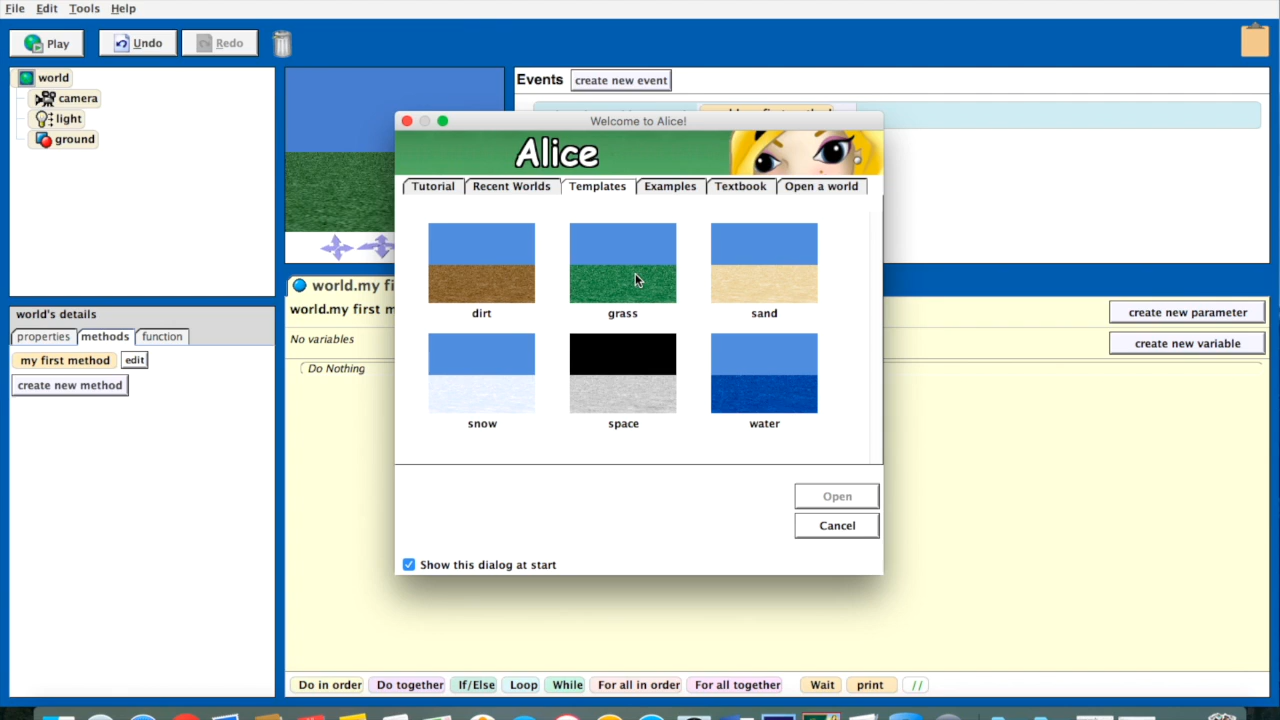 File Edit Tools Help
Play Undo Redo
world
camera
light
ground
Events create new event
Welcome to Alice!
Alice
Tutorial Recent Worlds Templates Examples Textbook Open a world
dirt grass sand
snow space water
Open
Cancel
Show this dialog at start
world's details
properties methods function
my first method edit
create new method
world.my fi
world.my first m
create new parameter
No variables
create new variable
Do Nothing
Do in order Do together If/Else Loop While For all in order For all together Wait print //